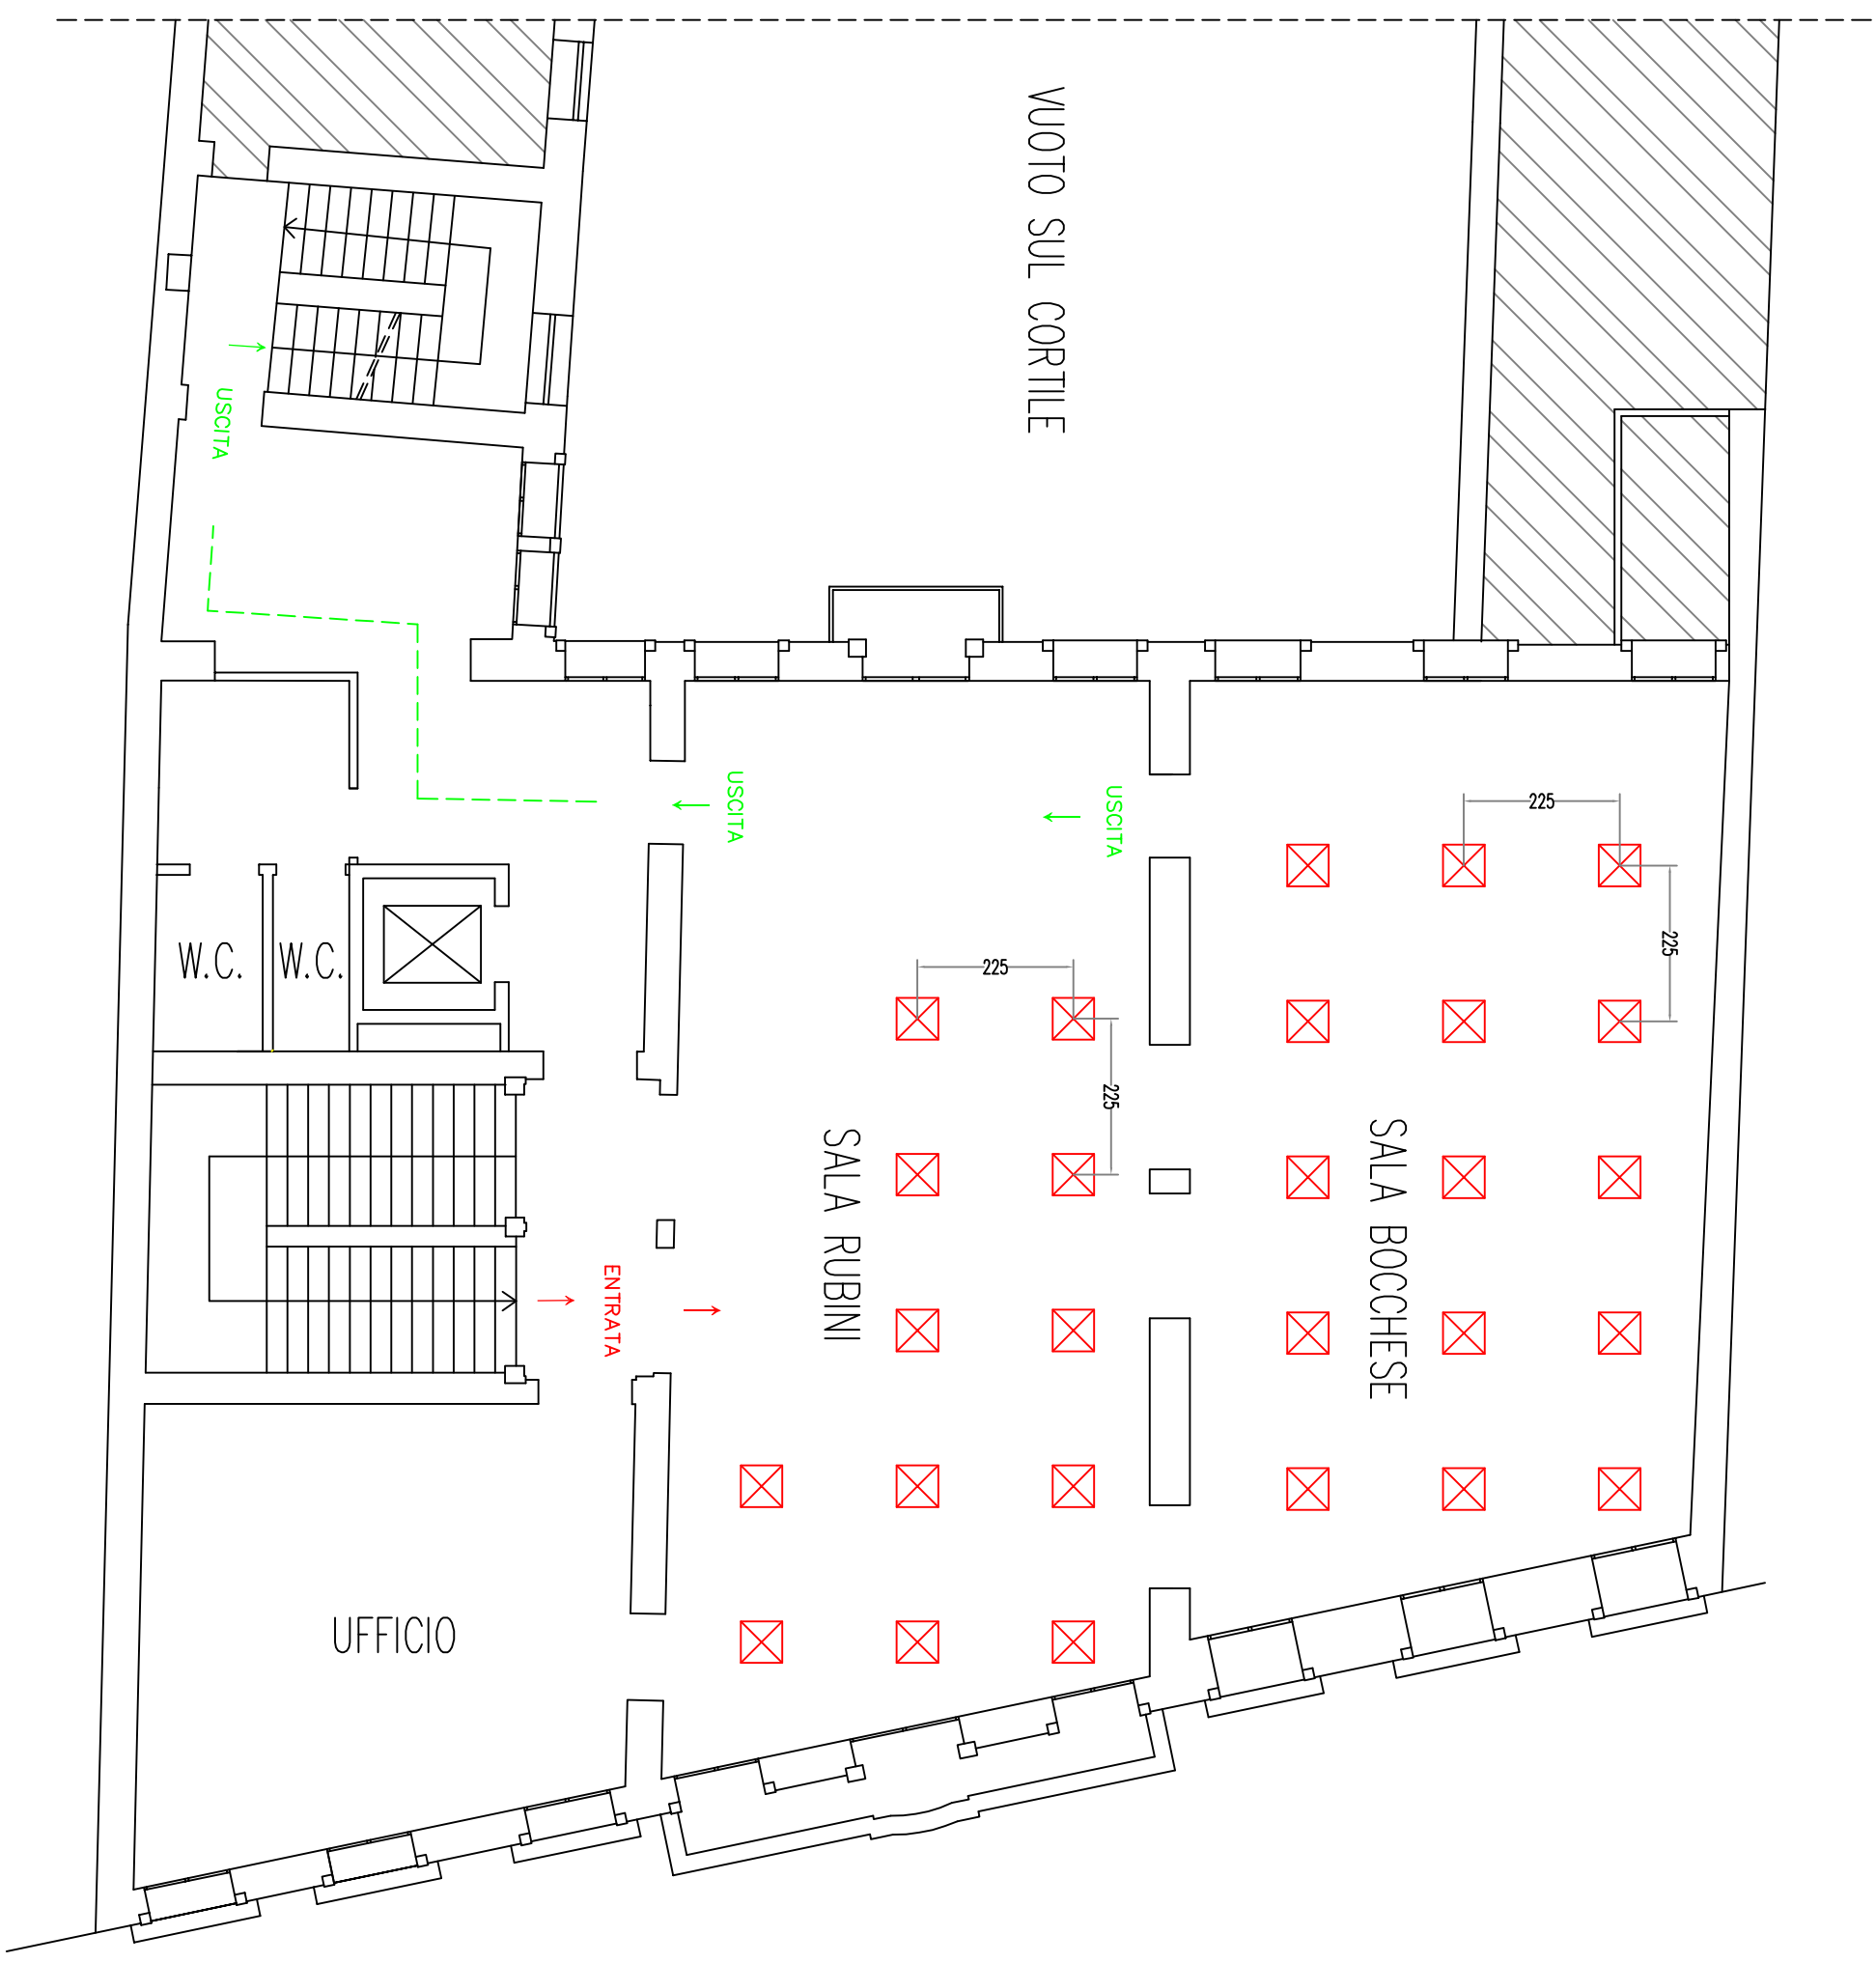 VUOTO SUL CORTILE
USCITA
USCITA
USCITA
225
225
W.C.
W.C.
225
225
SALA RUBINI
SALA BOCCHESE
ENTRATA
UFFICIO